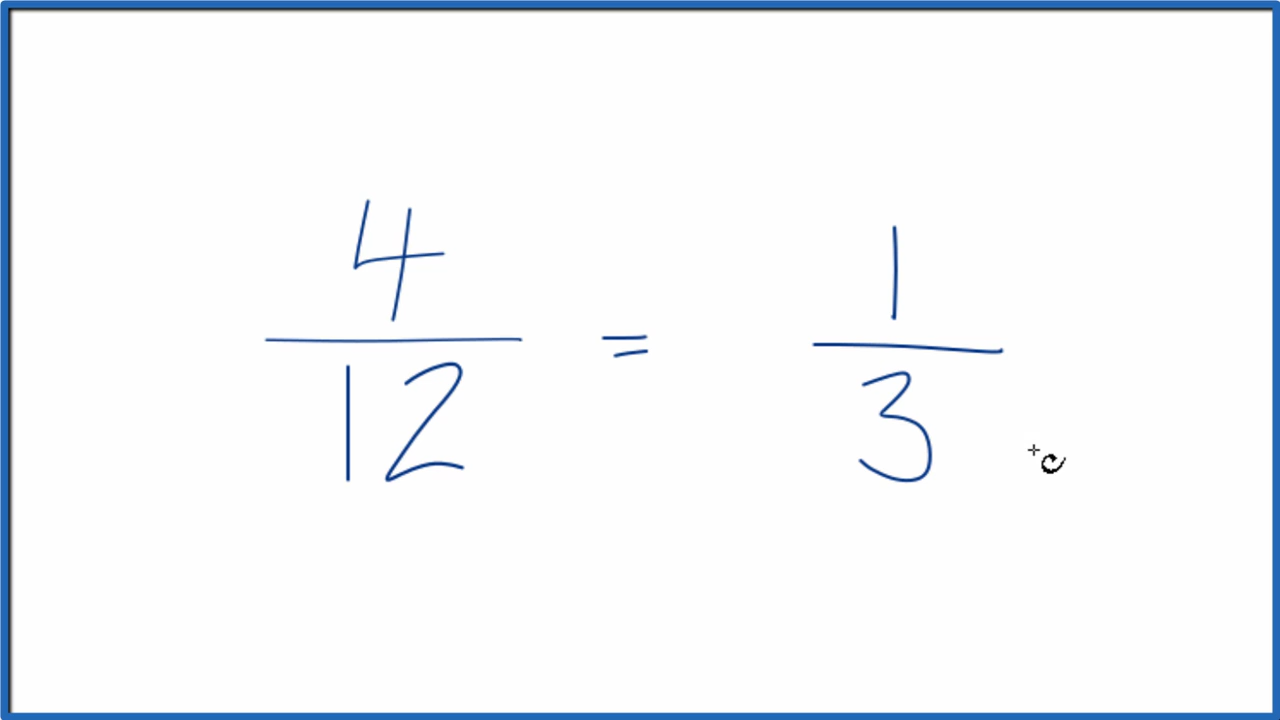 4/12 = 1/3